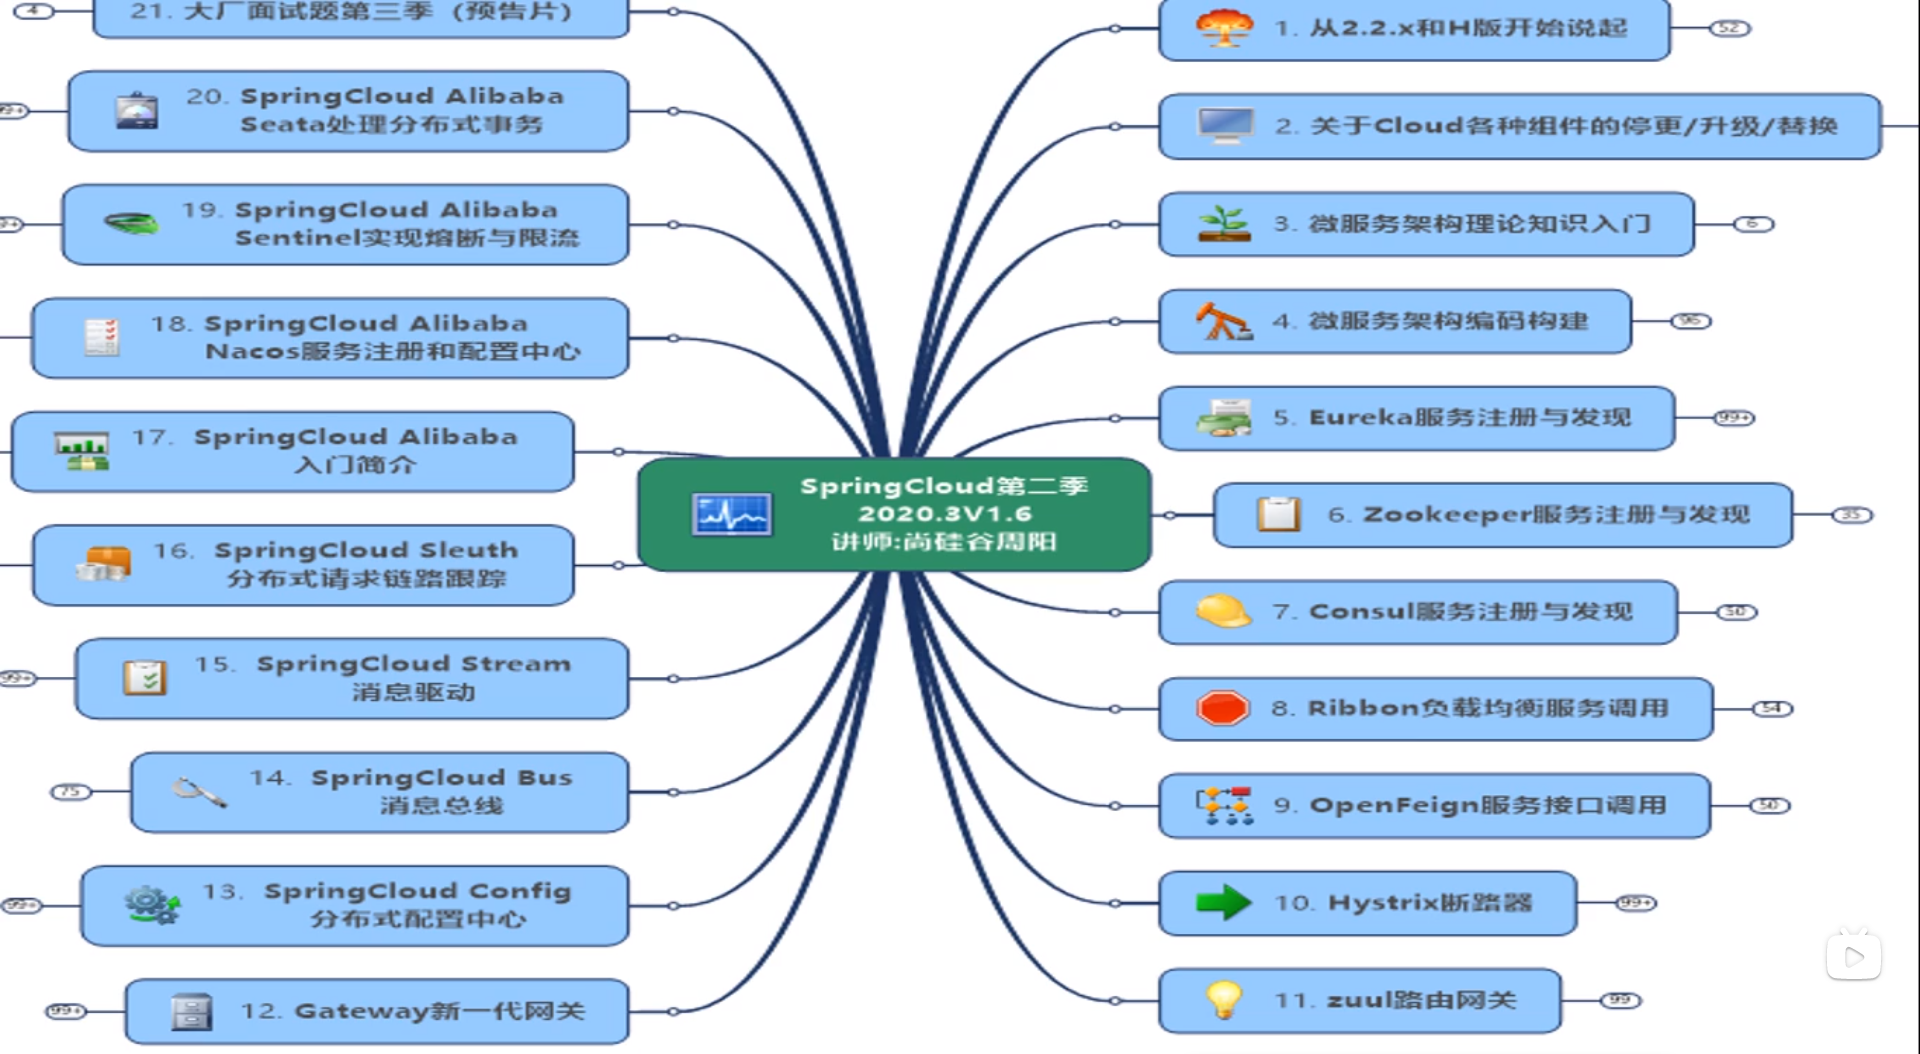 SpringCloud第二季
2020.3V1.6
讲师:尚硅谷周阳
1. 从2.2.x和H版开始说起
52
2. 关于Cloud各种组件的停更/升级/替换
3. 微服务架构理论知识入门
6
4. 微服务架构编码构建
96
5. Eureka服务注册与发现
99+
6. Zookeeper服务注册与发现
35
7. Consul服务注册与发现
50
8. Ribbon负载均衡服务调用
54
9. OpenFeign服务接口调用
50
10. Hystrix断路器
99+
11. zuul路由网关
99
12. Gateway新一代网关
99+
13. SpringCloud Config
分布式配置中心
99+
14. SpringCloud Bus
消息总线
75
15. SpringCloud Stream
消息驱动
99+
16. SpringCloud Sleuth
分布式请求链路跟踪
17. SpringCloud Alibaba
入门简介
18. SpringCloud Alibaba
Nacos服务注册和配置中心
19. SpringCloud Alibaba
Sentinel实现熔断与限流
20. SpringCloud Alibaba
Seata处理分布式事务
21. 大厂面试题第三季（预告片）
4